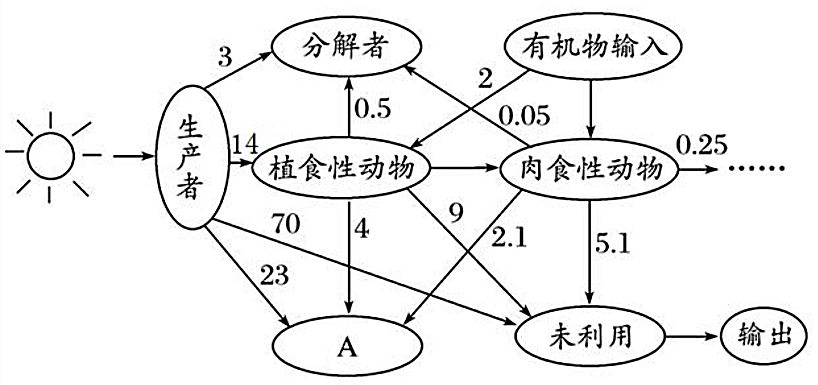 3
分解者
有机物输入
2
0.5
0.05
生产者
14
植食性动物
肉食性动物
0.25
……
70
4
9
2.1
5.1
23
A
未利用
输出